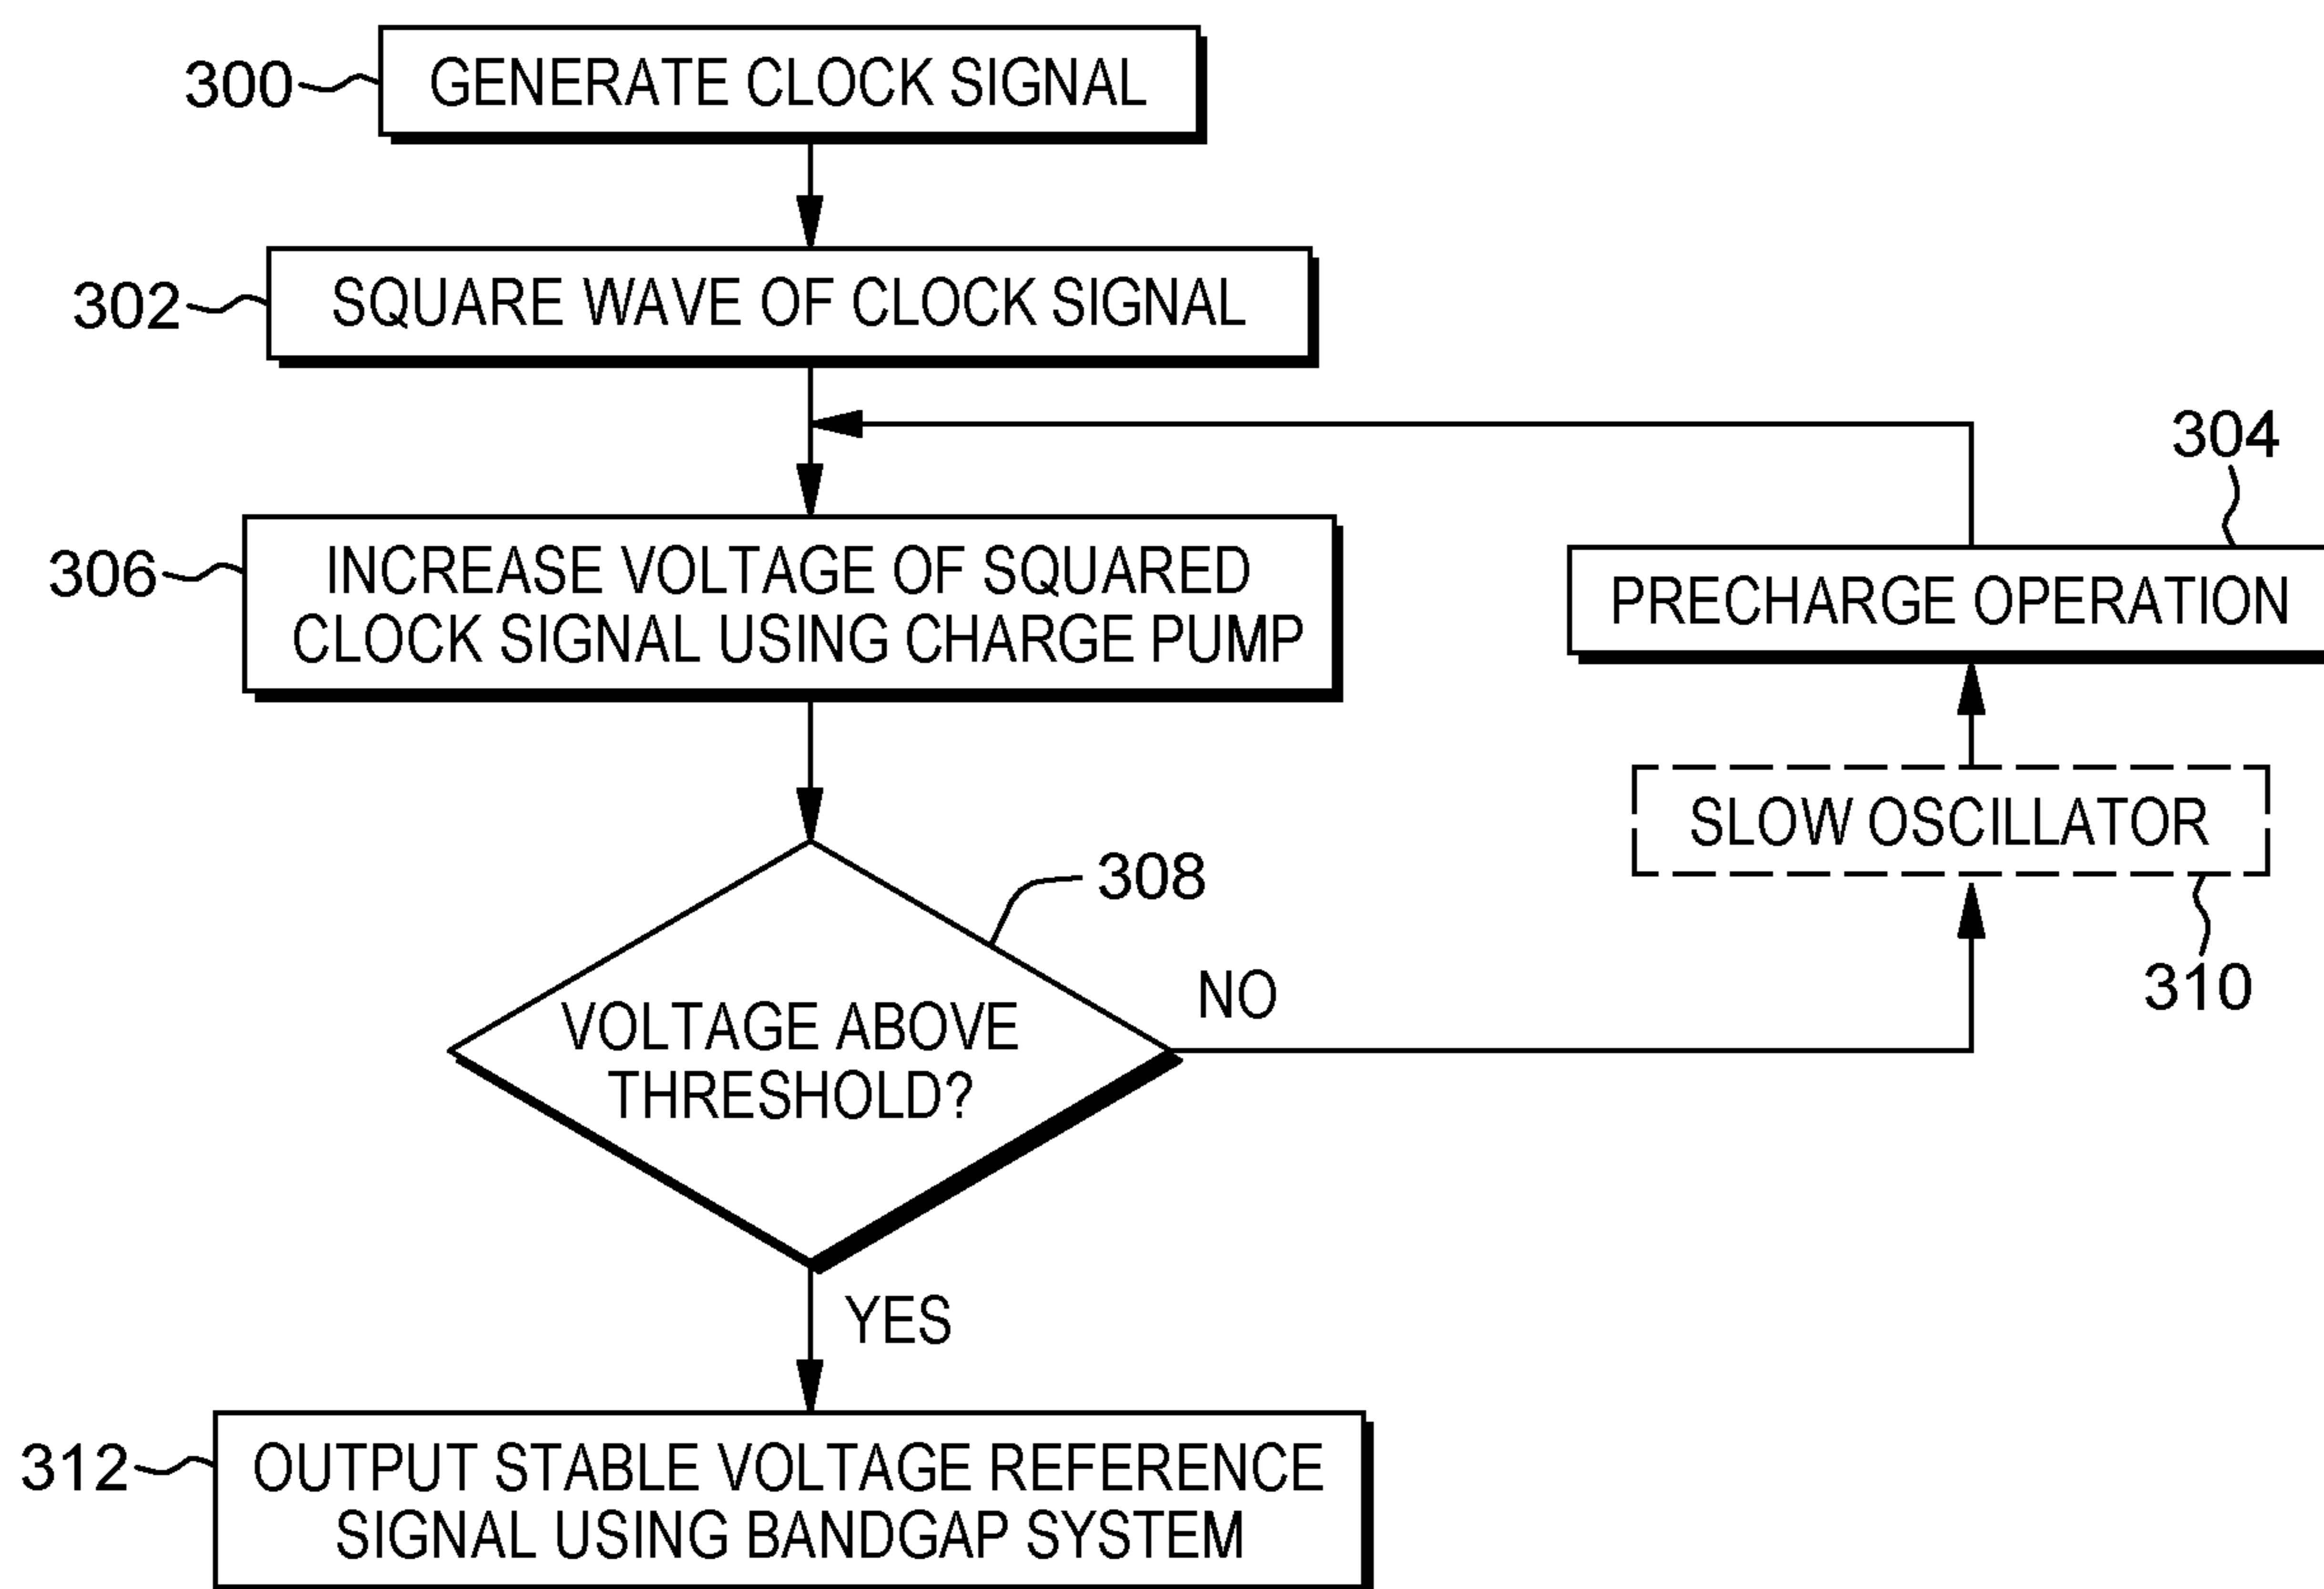 300
GENERATE CLOCK SIGNAL
302
SQUARE WAVE OF CLOCK SIGNAL
304
306
INCREASE VOLTAGE OF SQUARED
CLOCK SIGNAL USING CHARGE PUMP
PRECHARGE OPERATION
SLOW OSCILLATOR
308
310
NO
VOLTAGE ABOVE
THRESHOLD?
YES
312
OUTPUT STABLE VOLTAGE REFERENCE
SIGNAL USING BANDGAP SYSTEM